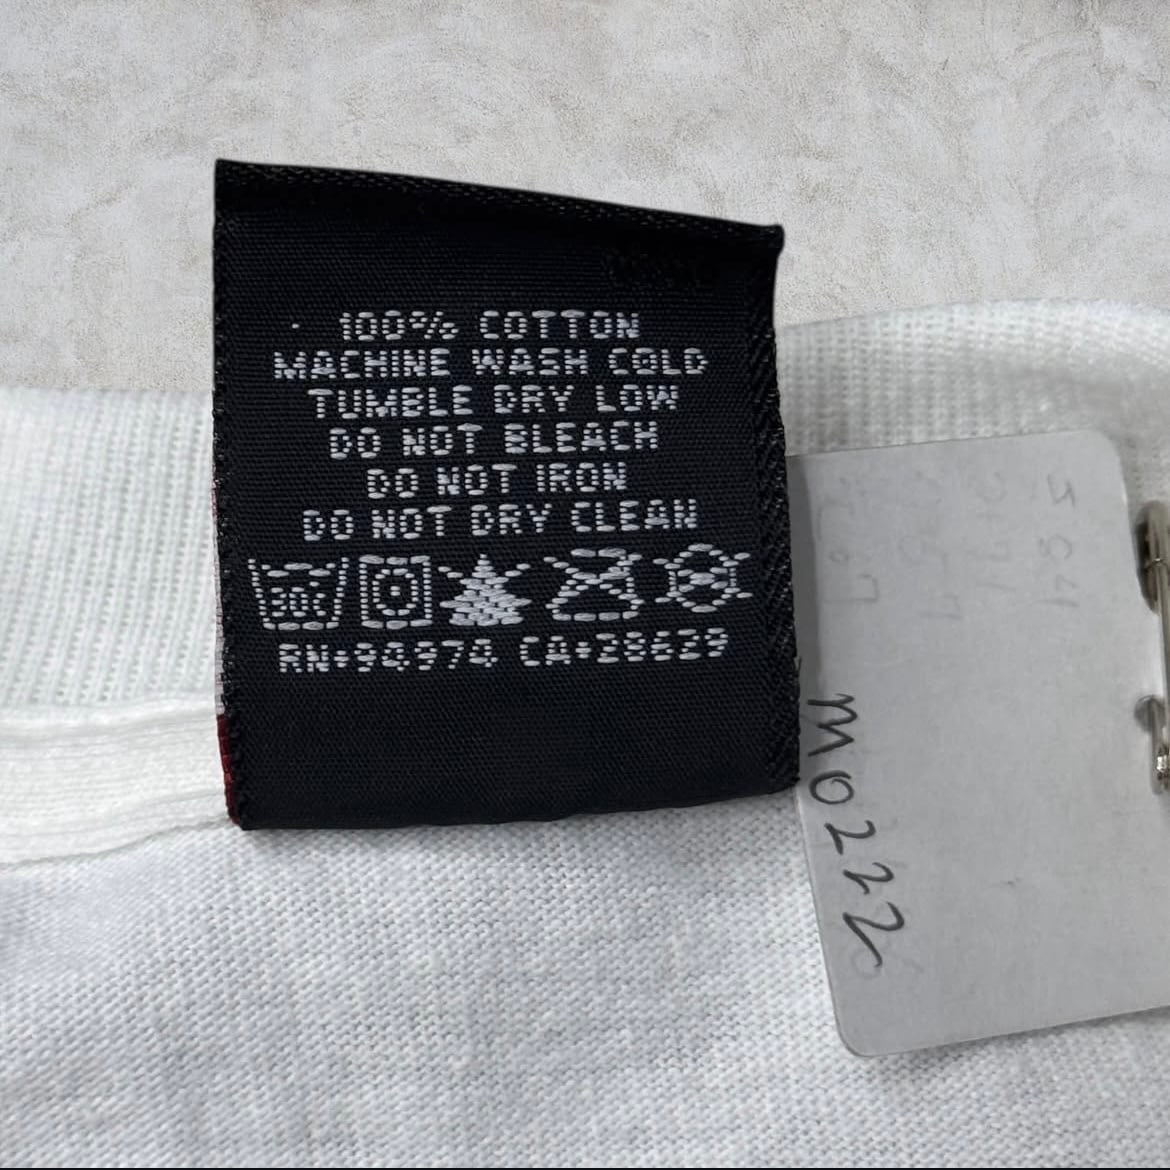 100% COTTON
MACHINE WASH COLD
TUMBLE DRY LOW
DO NOT BLEACH
DO NOT IRON
DO NOT DRY CLEAN
30C
RN:94974 CA:28629
M0222